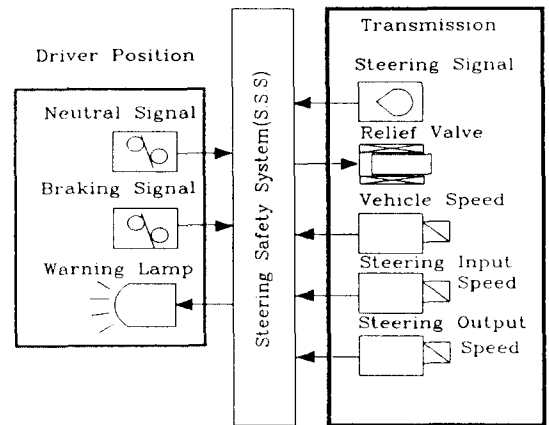 Driver Position
Neutral Signal
Braking Signal
Warning Lamp
Steering Safety System(S S S)
Transmission
Steering Signal
Relief Valve
Vehicle Speed
Steering Input
Speed
Steering Output
Speed